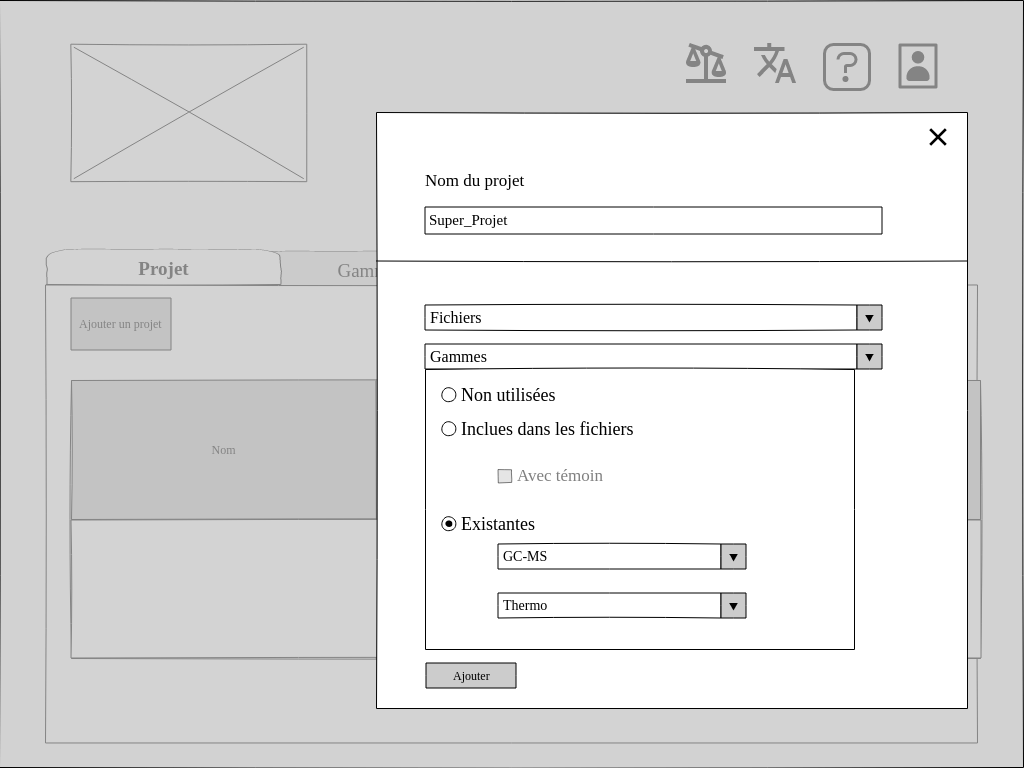 Nom du projet
Super_Projet
Projet
Gam
Ajouter un projet
Fichiers
Gammes
Non utilisées
Inclues dans les fichiers
Nom
Avec témoin
Existantes
GC-MS
Thermo
Ajouter